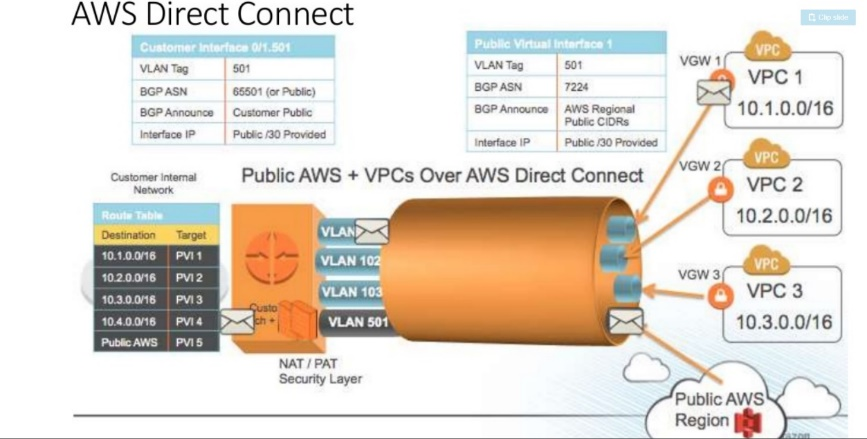 AWS Direct Connect
Clip slide
Customer Interface 0/1.501
VLAN Tag 501
BGP ASN 65501 (or Public)
BGP Announce Customer Public
Interface IP Public /30 Provided
Public Virtual Interface 1
VLAN Tag 501
BGP ASN 7224
BGP Announce AWS Regional
Public CIDRs
Interface IP Public /30 Provided
VGW 1
VPC
VPC 1
10.1.0.0/16
Customer Internal
Network
Public AWS + VPCs Over AWS Direct Connect
VGW 2
VPC
VPC 2
10.2.0.0/16
Route Table
Destination Target
10.1.0.0/16 PVI 1
10.2.0.0/16 PVI 2
10.3.0.0/16 PVI 3
10.4.0.0/16 PVI 4
Public AWS PVI 5
VLAN
VLAN 102
VLAN 103
VLAN 501
Custo
ch +
NAT / PAT
Security Layer
VGW 3
VPC
VPC 3
10.3.0.0/16
Public AWS
Region